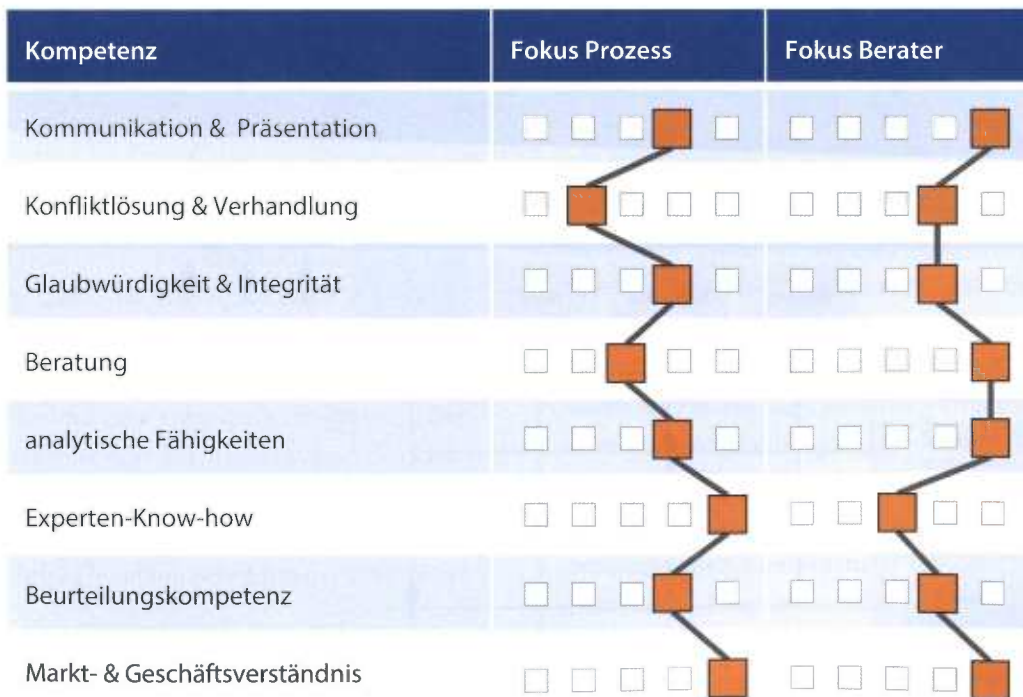 Kompetenz Fokus Prozess Fokus Berater
Kommunikation & Präsentation
Konfliktlösung & Verhandlung
Glaubwürdigkeit & Integrität
Beratung
analytische Fähigkeiten
Experten-Know-how
Beurteilungskompetenz
Markt- & Geschäftsverständnis